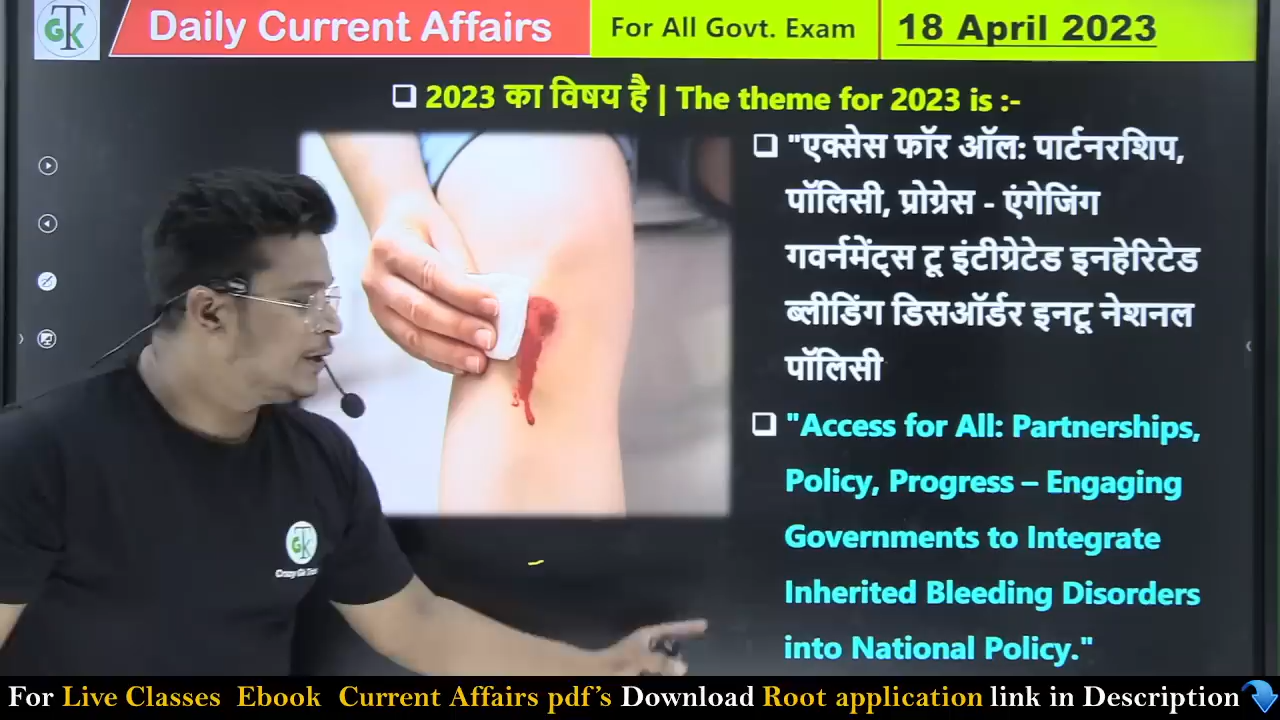 GTK
Daily Current Affairs
For All Govt. Exam
18 April 2023
❑ 2023 का विषय है | The theme for 2023 is :-
❑ "एक्सेस फॉर ऑल: पार्टनरशिप,
पॉलिसी, प्रोग्रेस - एंगेजिंग
गवर्नमेंट्स टू इंटीग्रेटेड इनहेरिटेड
ब्लीडिंग डिसऑर्डर इनटू नेशनल
पॉलिसी
❑ "Access for All: Partnerships,
Policy, Progress – Engaging
Governments to Integrate
Inherited Bleeding Disorders
into National Policy."
GTK
For Live Classes Ebook Current Affairs pdf's Download Root application link in Description